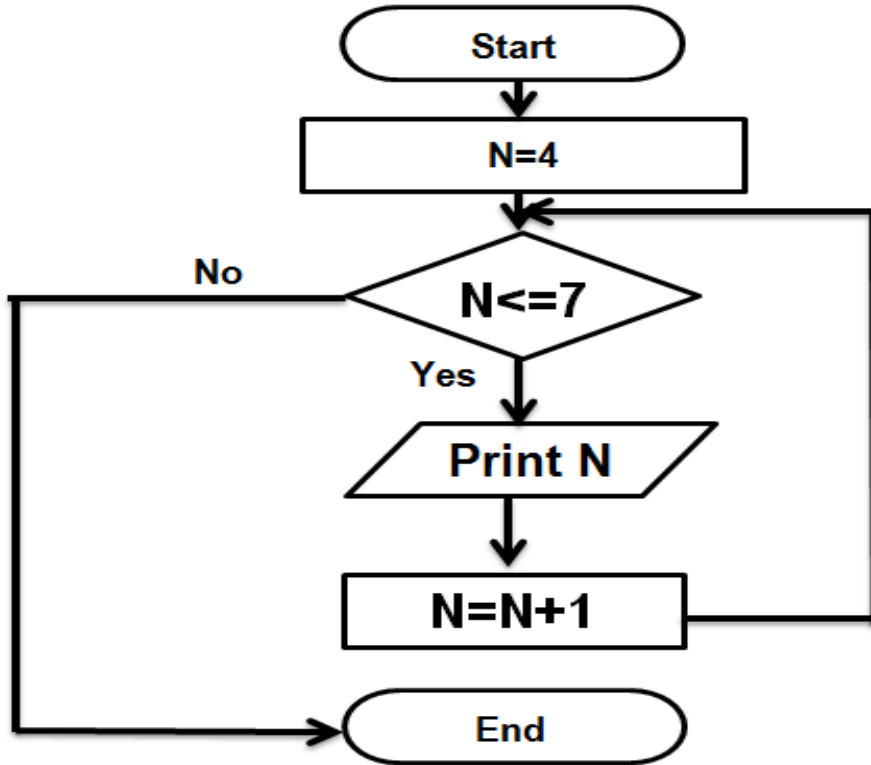 Start
N=4
No
N<=7
Yes
Print N
N=N+1
End